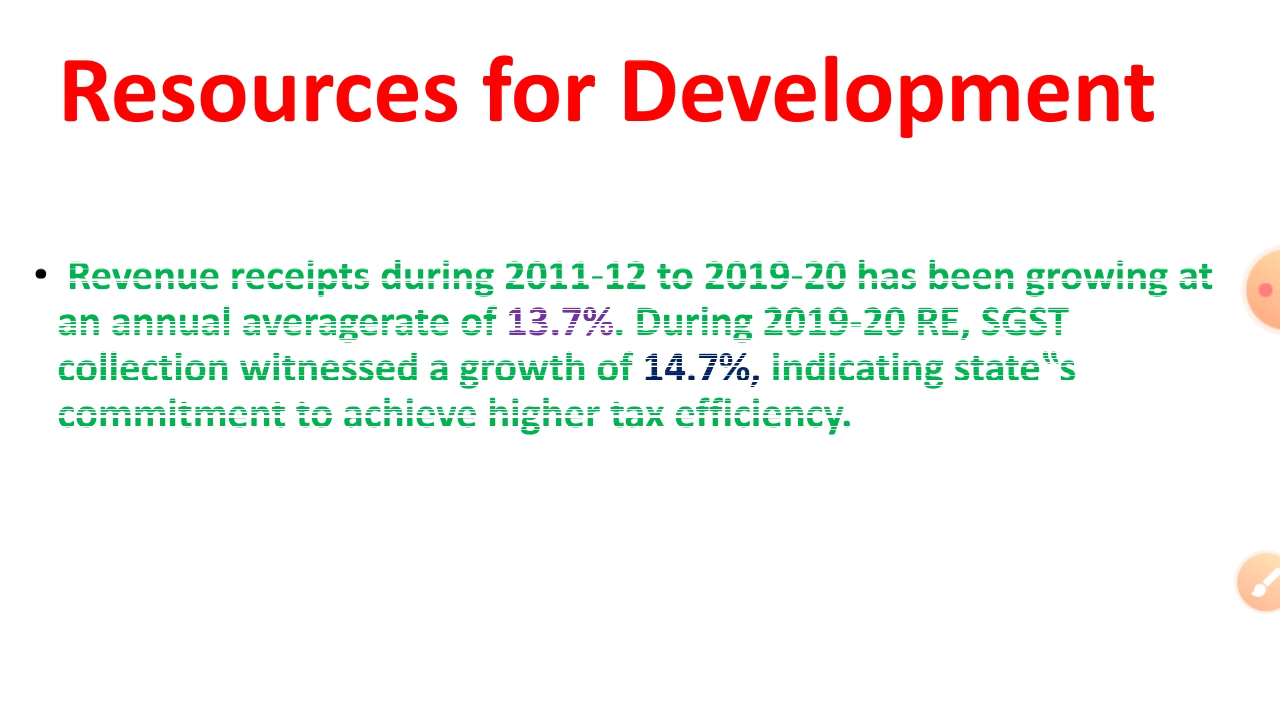 Resources for Development
• Revenue receipts during 2011-12 to 2019-20 has been growing at
an annual averagerate of 13.7%. During 2019-20 RE, SGST
collection witnessed a growth of 14.7%, indicating state‟s
commitment to achieve higher tax efficiency.